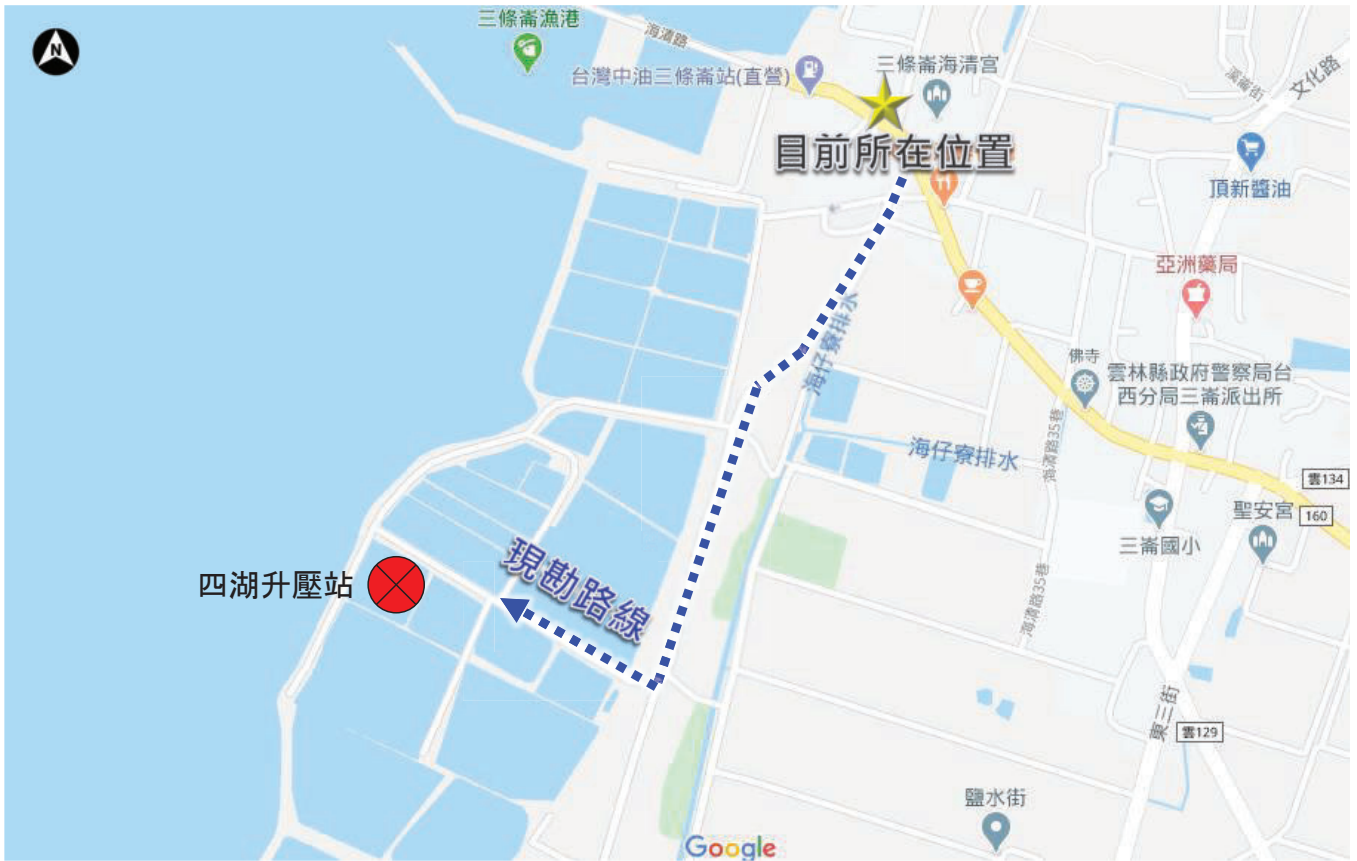 N
三條崙漁港
海清路
台灣中油三條崙站(直營)
三條崙海清宮
溪崙街
文化路
目前所在位置
頂新醬油
亞洲藥局
海仔寮排水
佛寺
雲林縣政府警察局台
西分局三崙派出所
海清路35巷
海仔寮排水
雲134
160
聖安宮
三崙國小
四湖升壓站
現勘路線
海清路35巷
東三街
雲129
鹽水街
Google